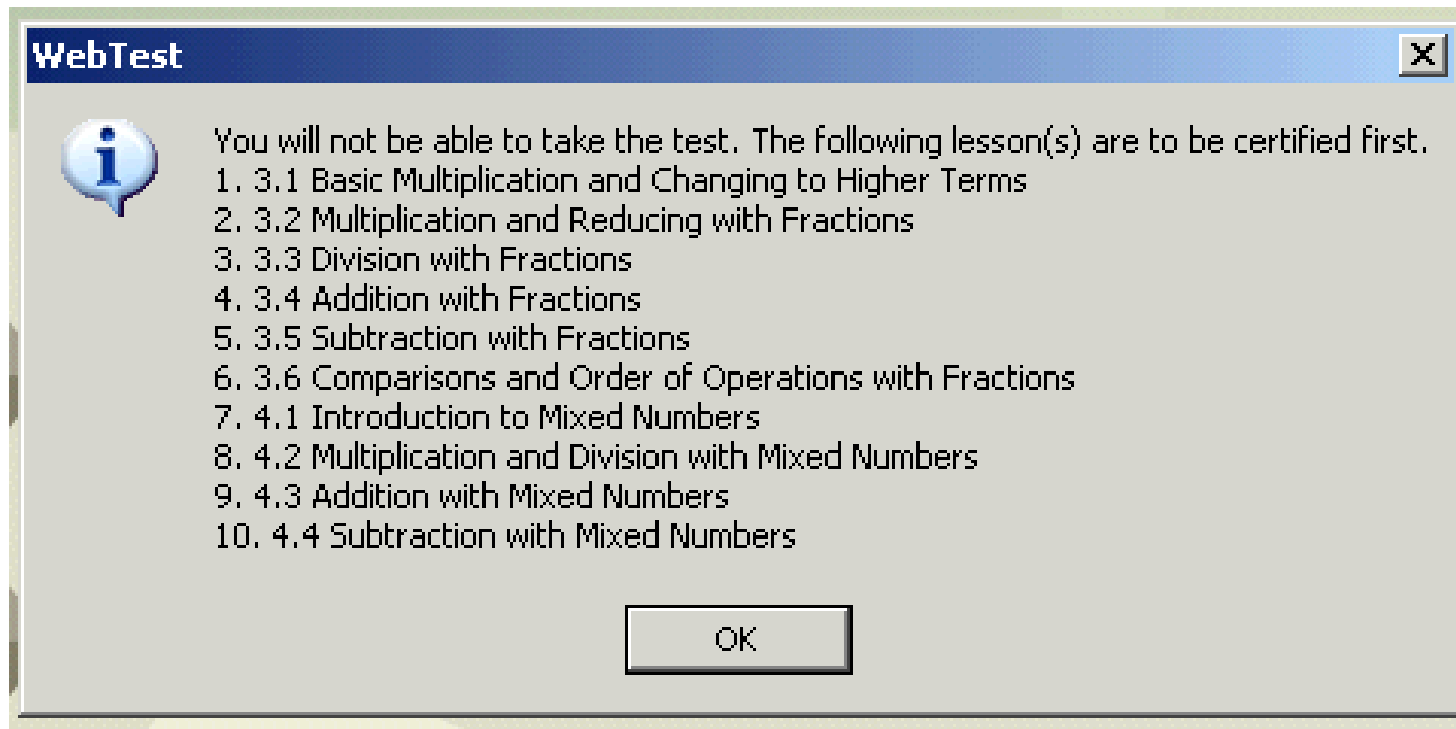 WebTest
You will not be able to take the test. The following lesson(s) are to be certified first.
1. 3.1 Basic Multiplication and Changing to Higher Terms
2. 3.2 Multiplication and Reducing with Fractions
3. 3.3 Division with Fractions
4. 3.4 Addition with Fractions
5. 3.5 Subtraction with Fractions
6. 3.6 Comparisons and Order of Operations with Fractions
7. 4.1 Introduction to Mixed Numbers
8. 4.2 Multiplication and Division with Mixed Numbers
9. 4.3 Addition with Mixed Numbers
10. 4.4 Subtraction with Mixed Numbers
OK